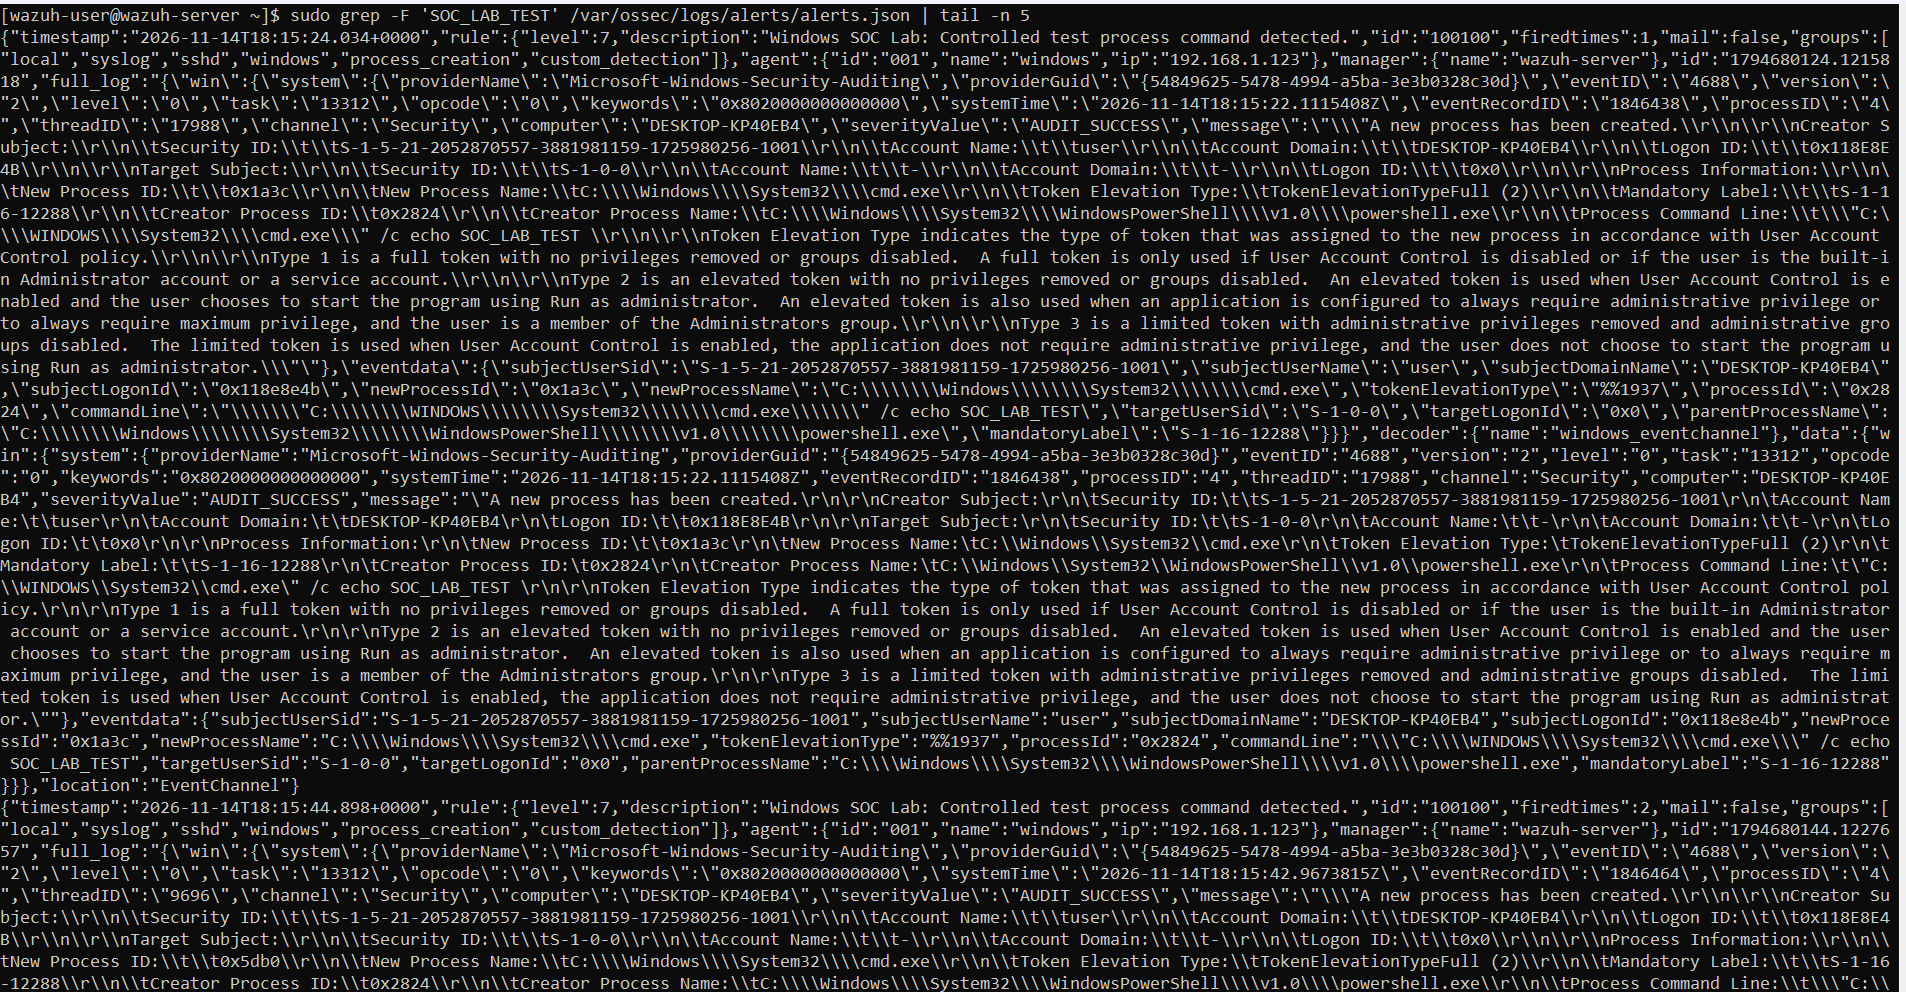 [wazuh-user@wazuh-server ~]$ sudo grep -F 'SOC_LAB_TEST' /var/ossec/logs/alerts/alerts.json | tail -n 5
{"timestamp":"2026-11-14T18:15:24.034+0000","rule":{"level":7,"description":"Windows SOC Lab: Controlled test process command detected.","id":"100100","firedtimes":1,"mail":false,"groups":[
"local","syslog","sshd","windows","process_creation","custom_detection"]},"agent":{"id":"001","name":"windows","ip":"192.168.1.123"},"manager":{"name":"wazuh-server"},"id":"1794680124.12158
18","full_log":"{\"win\":{\"system\":{\"providerName\":\"Microsoft-Windows-Security-Auditing\",\"providerGuid\":\"{54849625-5478-4994-a5ba-3e3b0328c30d}\",\"eventID\":\"4688\",\"version\":\
"2\",\"level\":\"0\",\"task\":\"13312\",\"opcode\":\"0\",\"keywords\":\"0x8020000000000000\",\"systemTime\":\"2026-11-14T18:15:22.1115408Z\",\"eventRecordID\":\"1846438\",\"processID\":\"4\
",\"threadID\":\"17988\",\"channel\":\"Security\",\"computer\":\"DESKTOP-KP40EB4\",\"severityValue\":\"AUDIT_SUCCESS\",\"message\":\"\\\"A new process has been created.\\r\\n\\r\\nCreator S
ubject:\\r\\n\\tSecurity ID:\\t\\tS-1-5-21-2052870557-3881981159-1725980256-1001\\r\\n\\tAccount Name:\\t\\tuser\\r\\n\\tAccount Domain:\\t\\tDESKTOP-KP40EB4\\r\\n\\tLogon ID:\\t\\t0x118E8E
4B\\r\\n\\r\\nTarget Subject:\\r\\n\\tSecurity ID:\\t\\tS-1-0-0\\r\\n\\tAccount Name:\\t\\t-\\r\\n\\tAccount Domain:\\t\\t-\\r\\n\\tLogon ID:\\t\\t0x0\\r\\n\\r\\nProcess Information:\\r\\n\
\tNew Process ID:\\t\\t0x1a3c\\r\\n\\tNew Process Name:\\tC:\\\\Windows\\\\System32\\\\cmd.exe\\r\\n\\tToken Elevation Type:\\tTokenElevationTypeFull (2)\\r\\n\\tMandatory Label:\\t\\tS-1-1
6-12288\\r\\n\\tCreator Process ID:\\t0x2824\\r\\n\\tCreator Process Name:\\tC:\\\\Windows\\\\System32\\\\WindowsPowerShell\\\\v1.0\\\\powershell.exe\\r\\n\\tProcess Command Line:\\t\\\"C:\
\\\WINDOWS\\\\System32\\\\cmd.exe\\\" /c echo SOC_LAB_TEST \\r\\n\\r\\nToken Elevation Type indicates the type of token that was assigned to the new process in accordance with User Account 
Control policy.\\r\\n\\r\\nType 1 is a full token with no privileges removed or groups disabled.  A full token is only used if User Account Control is disabled or if the user is the built-i
n Administrator account or a service account.\\r\\n\\r\\nType 2 is an elevated token with no privileges removed or groups disabled.  An elevated token is used when User Account Control is e
nabled and the user chooses to start the program using Run as administrator.  An elevated token is also used when an application is configured to always require administrative privilege or 
to always require maximum privilege, and the user is a member of the Administrators group.\\r\\n\\r\\nType 3 is a limited token with administrative privileges removed and administrative gro
ups disabled.  The limited token is used when User Account Control is enabled, the application does not require administrative privilege, and the user does not choose to start the program u
sing Run as administrator.\\\"\"},\"eventdata\":{\"subjectUserSid\":\"S-1-5-21-2052870557-3881981159-1725980256-1001\",\"subjectUserName\":\"user\",\"subjectDomainName\":\"DESKTOP-KP40EB4\"
,\"subjectLogonId\":\"0x118e8e4b\",\"newProcessId\":\"0x1a3c\",\"newProcessName\":\"C:\\\\\\\\Windows\\\\\\\\System32\\\\\\\\cmd.exe\",\"tokenElevationType\":\"%%1937\",\"processId\":\"0x28
24\",\"commandLine\":\"\\\\\\\"C:\\\\\\\\WINDOWS\\\\\\\\System32\\\\\\\\cmd.exe\\\\\\\" /c echo SOC_LAB_TEST\",\"targetUserSid\":\"S-1-0-0\",\"targetLogonId\":\"0x0\",\"parentProcessName\":
\"C:\\\\\\\\Windows\\\\\\\\System32\\\\\\\\WindowsPowerShell\\\\\\\\v1.0\\\\\\\\powershell.exe\",\"mandatoryLabel\":\"S-1-16-12288\"}}}","decoder":{"name":"windows_eventchannel"},"data":{"w
in":{"system":{"providerName":"Microsoft-Windows-Security-Auditing","providerGuid":"{54849625-5478-4994-a5ba-3e3b0328c30d}","eventID":"4688","version":"2","level":"0","task":"13312","opcode
":"0","keywords":"0x8020000000000000","systemTime":"2026-11-14T18:15:22.1115408Z","eventRecordID":"1846438","processID":"4","threadID":"17988","channel":"Security","computer":"DESKTOP-KP40E
B4","severityValue":"AUDIT_SUCCESS","message":"\"A new process has been created.\r\n\r\nCreator Subject:\r\n\tSecurity ID:\t\tS-1-5-21-2052870557-3881981159-1725980256-1001\r\n\tAccount Nam
e:\t\tuser\r\n\tAccount Domain:\t\tDESKTOP-KP40EB4\r\n\tLogon ID:\t\t0x118E8E4B\r\n\r\nTarget Subject:\r\n\tSecurity ID:\t\tS-1-0-0\r\n\tAccount Name:\t\t-\r\n\tAccount Domain:\t\t-\r\n\tLo
gon ID:\t\t0x0\r\n\r\nProcess Information:\r\n\tNew Process ID:\t\t0x1a3c\r\n\tNew Process Name:\tC:\\Windows\\System32\\cmd.exe\r\n\tToken Elevation Type:\tTokenElevationTypeFull (2)\r\n\t
Mandatory Label:\t\tS-1-16-12288\r\n\tCreator Process ID:\t0x2824\r\n\tCreator Process Name:\tC:\\Windows\\System32\\WindowsPowerShell\\v1.0\\powershell.exe\r\n\tProcess Command Line:\t\"C:
\\WINDOWS\\System32\\cmd.exe\" /c echo SOC_LAB_TEST \r\n\r\nToken Elevation Type indicates the type of token that was assigned to the new process in accordance with User Account Control pol
icy.\r\n\r\nType 1 is a full token with no privileges removed or groups disabled.  A full token is only used if User Account Control is disabled or if the user is the built-in Administrator
 account or a service account.\r\n\r\nType 2 is an elevated token with no privileges removed or groups disabled.  An elevated token is used when User Account Control is enabled and the user
 chooses to start the program using Run as administrator.  An elevated token is also used when an application is configured to always require administrative privilege or to always require m
aximum privilege, and the user is a member of the Administrators group.\r\n\r\nType 3 is a limited token with administrative privileges removed and administrative groups disabled.  The limi
ted token is used when User Account Control is enabled, the application does not require administrative privilege, and the user does not choose to start the program using Run as administrat
or.\""},"eventdata":{"subjectUserSid":"S-1-5-21-2052870557-3881981159-1725980256-1001","subjectUserName":"user","subjectDomainName":"DESKTOP-KP40EB4","subjectLogonId":"0x118e8e4b","newProce
ssId":"0x1a3c","newProcessName":"C:\\\\Windows\\\\System32\\\\cmd.exe","tokenElevationType":"%%1937","processId":"0x2824","commandLine":"\\\"C:\\\\WINDOWS\\\\System32\\\\cmd.exe\\\" /c echo
 SOC_LAB_TEST","targetUserSid":"S-1-0-0","targetLogonId":"0x0","parentProcessName":"C:\\\\Windows\\\\System32\\\\WindowsPowerShell\\\\v1.0\\\\powershell.exe","mandatoryLabel":"S-1-16-12288"
}}},"location":"EventChannel"}
{"timestamp":"2026-11-14T18:15:44.898+0000","rule":{"level":7,"description":"Windows SOC Lab: Controlled test process command detected.","id":"100100","firedtimes":2,"mail":false,"groups":[
"local","syslog","sshd","windows","process_creation","custom_detection"]},"agent":{"id":"001","name":"windows","ip":"192.168.1.123"},"manager":{"name":"wazuh-server"},"id":"1794680144.12276
57","full_log":"{\"win\":{\"system\":{\"providerName\":\"Microsoft-Windows-Security-Auditing\",\"providerGuid\":\"{54849625-5478-4994-a5ba-3e3b0328c30d}\",\"eventID\":\"4688\",\"version\":\
"2\",\"level\":\"0\",\"task\":\"13312\",\"opcode\":\"0\",\"keywords\":\"0x8020000000000000\",\"systemTime\":\"2026-11-14T18:15:42.9673815Z\",\"eventRecordID\":\"1846464\",\"processID\":\"4\
",\"threadID\":\"9696\",\"channel\":\"Security\",\"computer\":\"DESKTOP-KP40EB4\",\"severityValue\":\"AUDIT_SUCCESS\",\"message\":\"\\\"A new process has been created.\\r\\n\\r\\nCreator Su
bject:\\r\\n\\tSecurity ID:\\t\\tS-1-5-21-2052870557-3881981159-1725980256-1001\\r\\n\\tAccount Name:\\t\\tuser\\r\\n\\tAccount Domain:\\t\\tDESKTOP-KP40EB4\\r\\n\\tLogon ID:\\t\\t0x118E8E4
B\\r\\n\\r\\nTarget Subject:\\r\\n\\tSecurity ID:\\t\\tS-1-0-0\\r\\n\\tAccount Name:\\t\\t-\\r\\n\\tAccount Domain:\\t\\t-\\r\\n\\tLogon ID:\\t\\t0x0\\r\\n\\r\\nProcess Information:\\r\\n\\
tNew Process ID:\\t\\t0x5db0\\r\\n\\tNew Process Name:\\tC:\\\\Windows\\\\System32\\\\cmd.exe\\r\\n\\tToken Elevation Type:\\tTokenElevationTypeFull (2)\\r\\n\\tMandatory Label:\\t\\tS-1-16
-12288\\r\\n\\tCreator Process ID:\\t0x2824\\r\\n\\tCreator Process Name:\\tC:\\\\Windows\\\\System32\\\\WindowsPowerShell\\\\v1.0\\\\powershell.exe\\r\\n\\tProcess Command Line:\\t\\\"C:\\